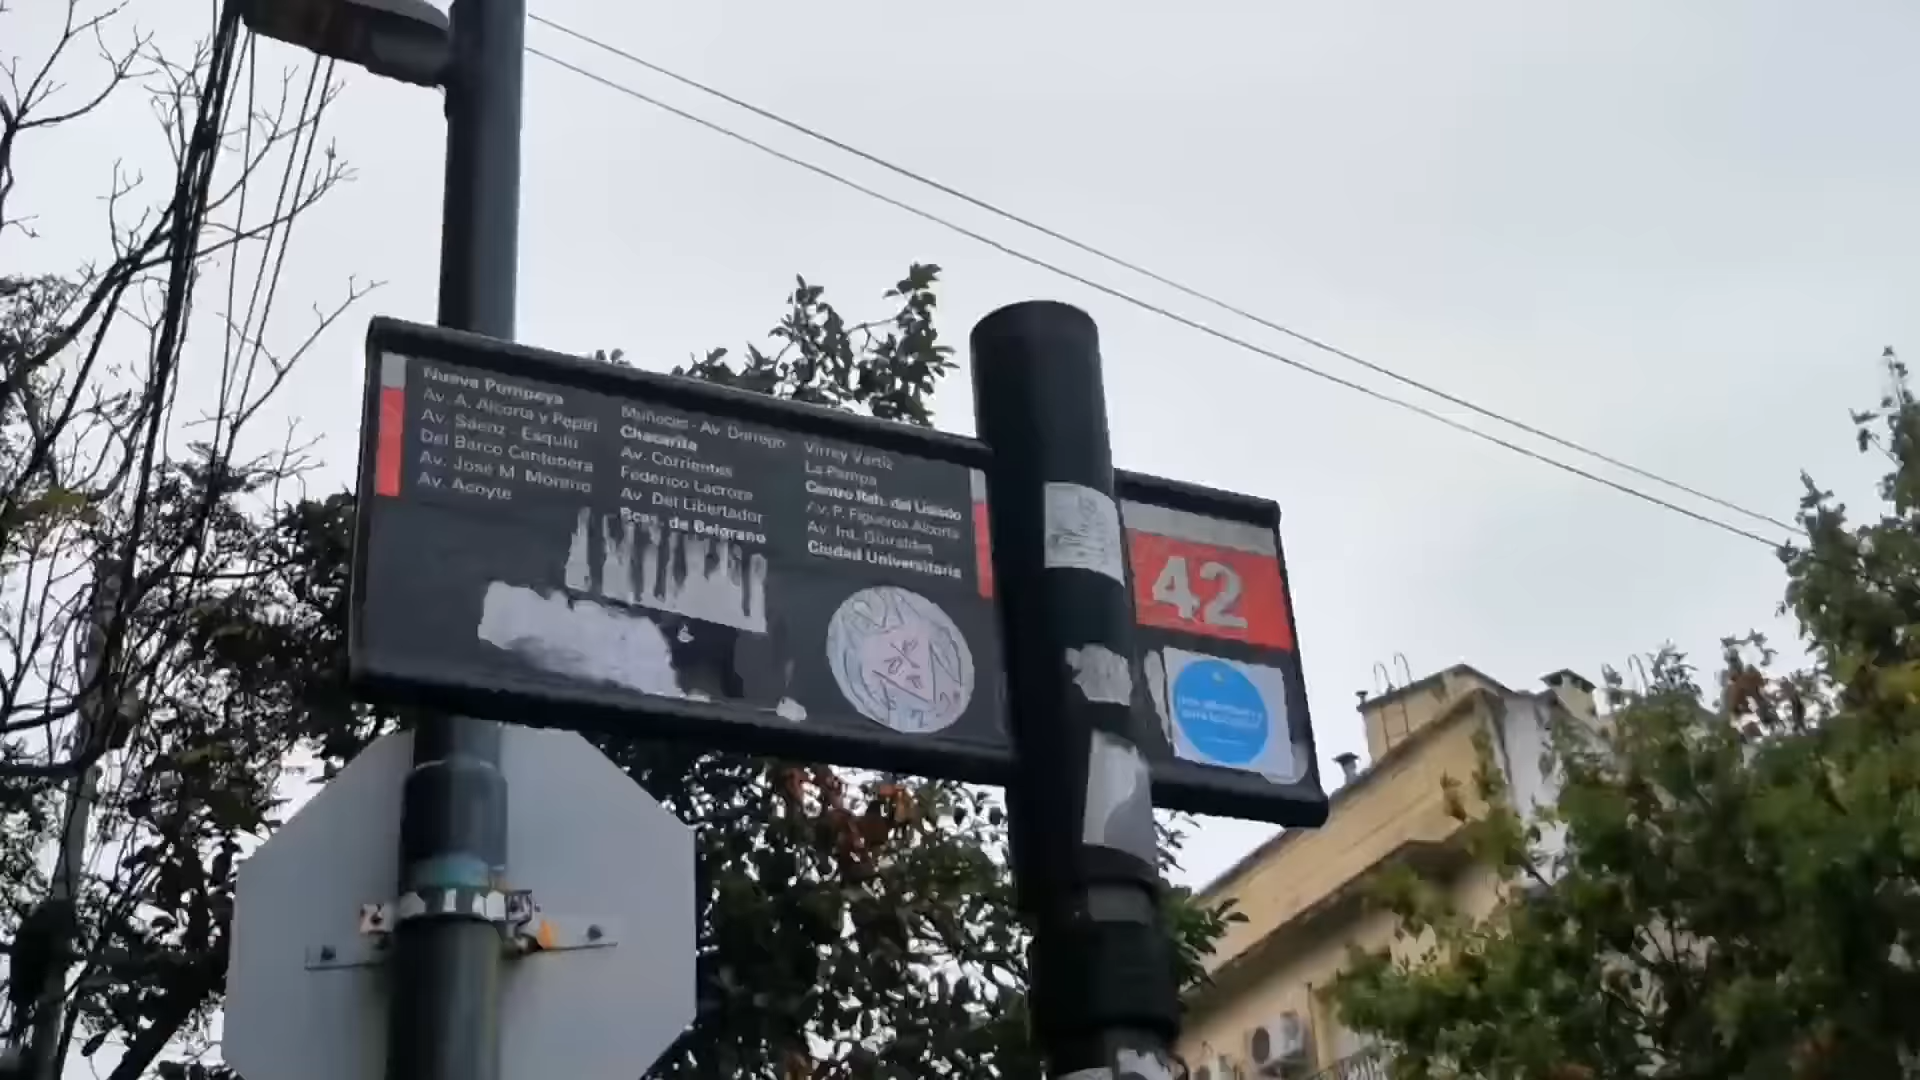 Nueva Pompeya
Av. A. Alcorta y Pepirí
Av. Sáenz - Esquiú
Del Barco Centenera
Av. José M. Moreno
Av. Acoyte
Muñecas - Av. Dorrego
Chacarita
Av. Corrientes
Federico Lacroze
Av. Del Libertador
Bcas. de Belgrano
Virrey Vertiz
La Pampa
Centro Reh. del Lisiado
Av. P. Figueroa Alcorta
Av. Int. Güiraldes
Ciudad Universitaria
42